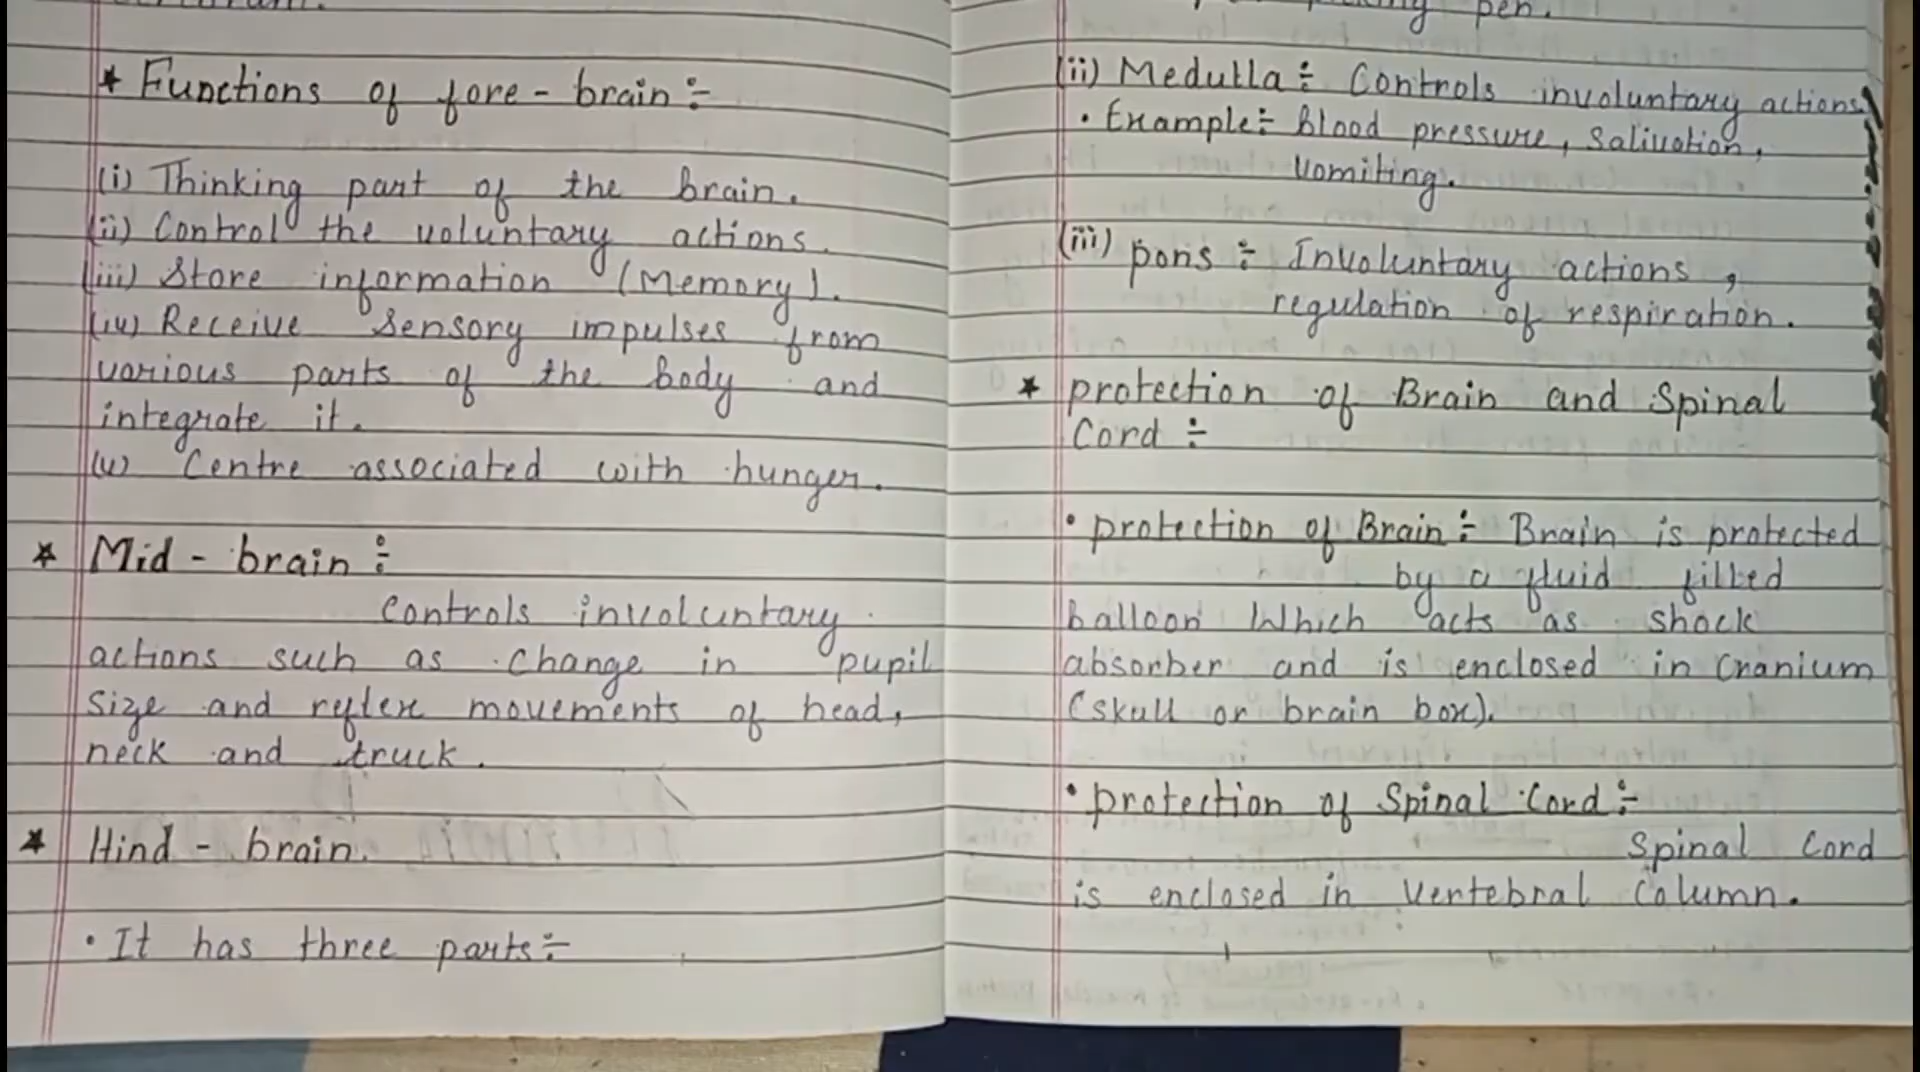 * Functions of fore-brain ÷
(i) Thinking part of the brain.
(ii) Control the voluntary actions.
(iii) Store information (Memory).
(iv) Receive sensory impulses from
various parts of the body and
integrate it.
(v) Centre associated with hunger.
* Mid-brain ÷
Controls involuntary
actions such as change in pupil
size and reflex movements of head,
neck and truck.
* Hind-brain.
• It has three parts ÷
pen.
(ii) Medulla ÷ Controls involuntary actions
• Example ÷ Blood pressure, Salivation,
vomiting.
(iii) pons ÷ Involuntary actions,
regulation of respiration.
* protection of Brain and Spinal
Cord ÷
• protection of Brain ÷ Brain is protected
by a fluid filled
balloon Which acts as shock
absorber and is enclosed in Cranium
(skull or brain box).
• protection of Spinal Cord ÷
Spinal Cord
is enclosed in Vertebral Column.